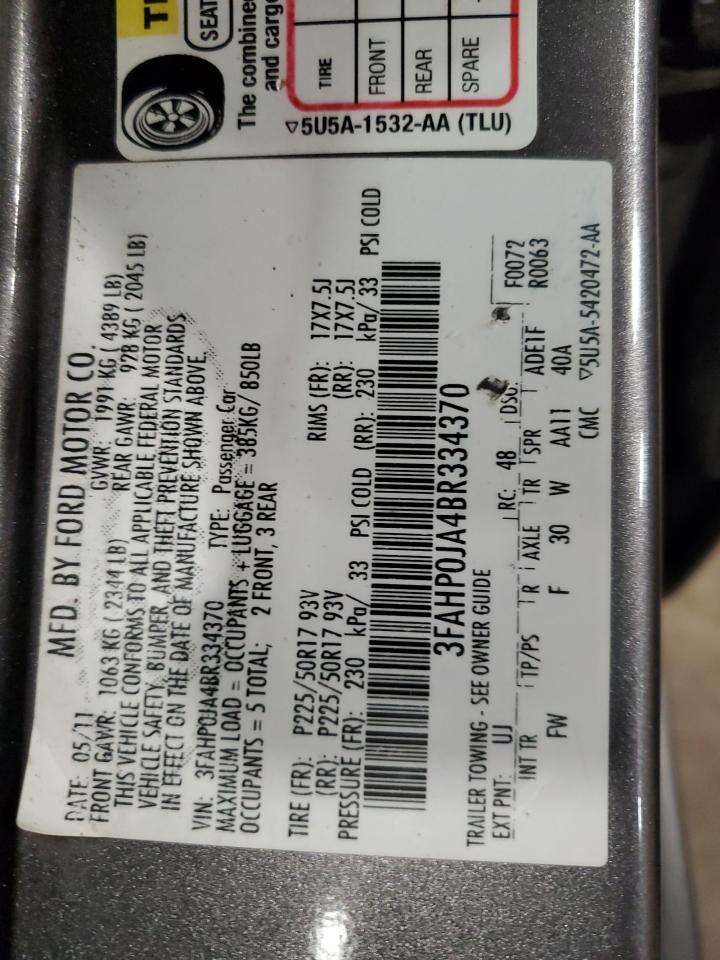 TI
SEAT
The combined
and cargo
TIRE
FRONT
REAR
SPARE
▽5U5A-1532-AA (TLU)
MFD. BY FORD MOTOR CO.
DATE: 05/11 GVWR: 1991 KG ( 4389 LB)
FRONT GAWR: 1063 KG ( 2344 LB) REAR GAWR: 978 KG ( 2045 LB)
THIS VEHICLE CONFORMS TO ALL APPLICABLE FEDERAL MOTOR
VEHICLE SAFETY, BUMPER, AND THEFT PREVENTION STANDARDS
IN EFFECT ON THE DATE OF MANUFACTURE SHOWN ABOVE.
VIN: 3FAHP0JA4BR334370 TYPE: Passenger Car
MAXIMUM LOAD = OCCUPANTS + LUGGAGE = 385KG/ 850LB
OCCUPANTS = 5 TOTAL; 2 FRONT, 3 REAR
TIRE (FR): P225/50R17 93V RIMS (FR): 17X7.5J
(RR): P225/50R17 93V (RR): 17X7.5J
PRESSURE (FR): 230 kPa/ 33 PSI COLD (RR): 230 kPa/ 33 PSI COLD
3FAHP0JA4BR334370
TRAILER TOWING - SEE OWNER GUIDE
EXT PNT: UJ RC: 48 DSO F0072
R0063
INT TR TP/PS R AXLE TR SPR
FW F 30 W AA11 ADE1F
40A
CMC ▽5U5A-5420472-AA